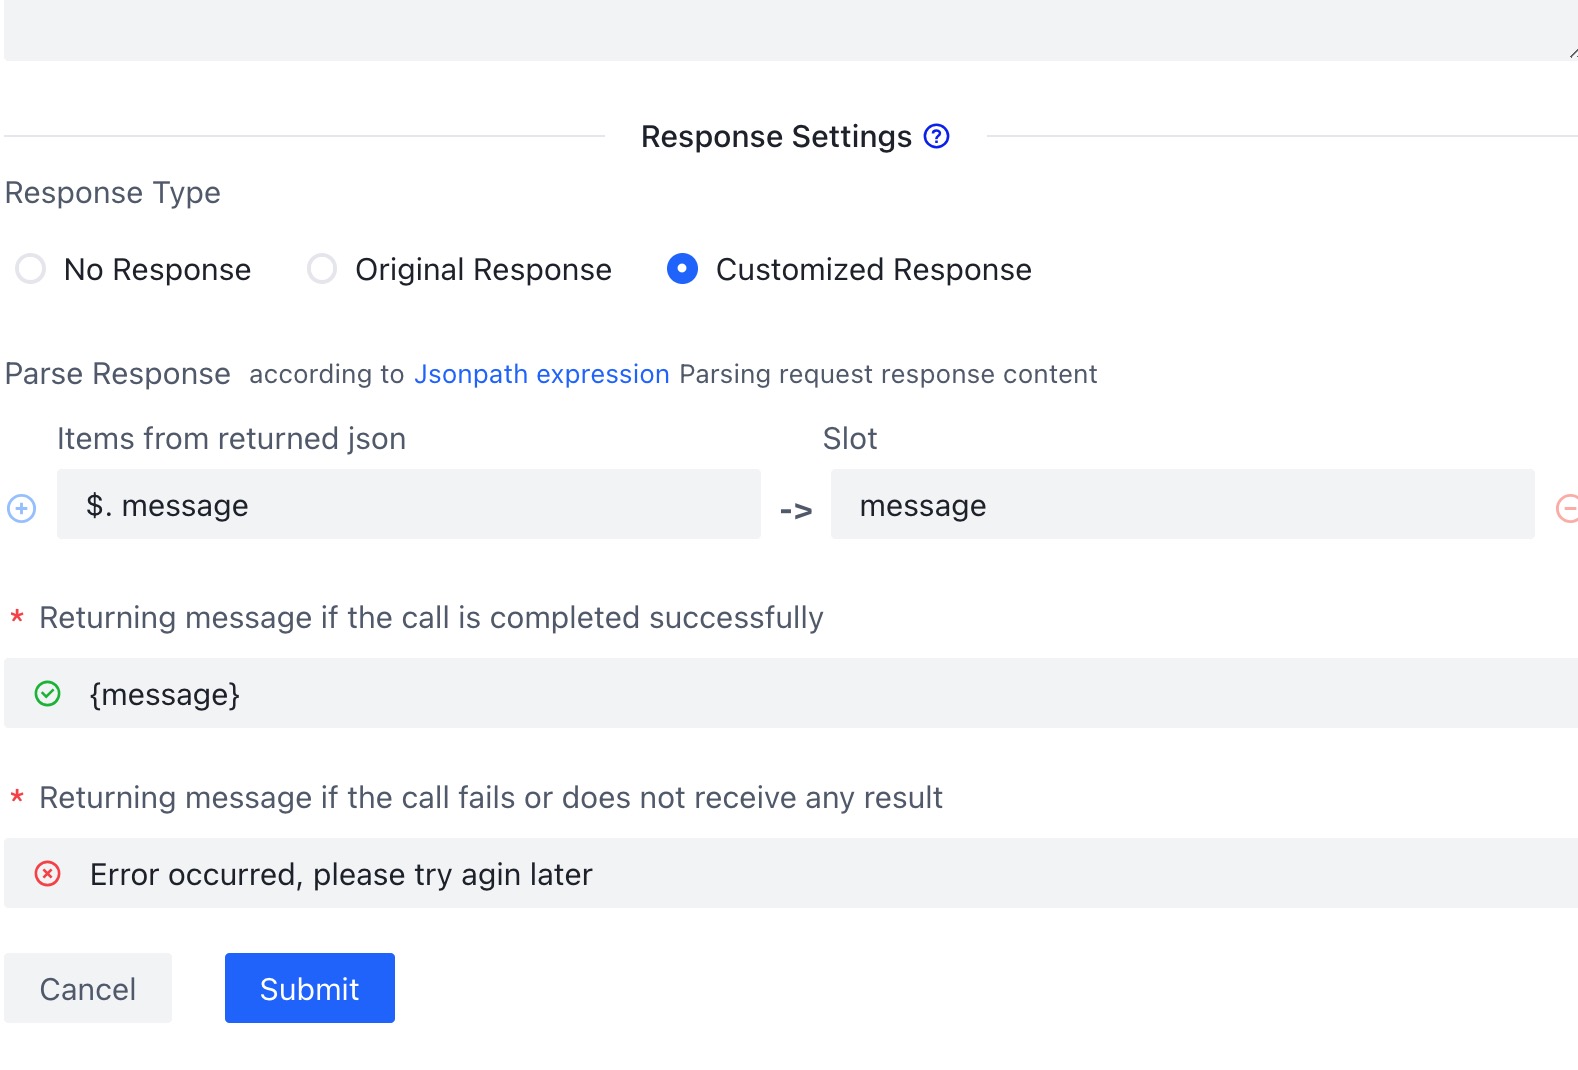 Response Settings
Response Type
No Response Original Response Customized Response
Parse Response according to Jsonpath expression Parsing request response content
Items from returned json Slot
$. message -> message
* Returning message if the call is completed successfully
{message}
* Returning message if the call fails or does not receive any result
Error occurred, please try agin later
Cancel Submit